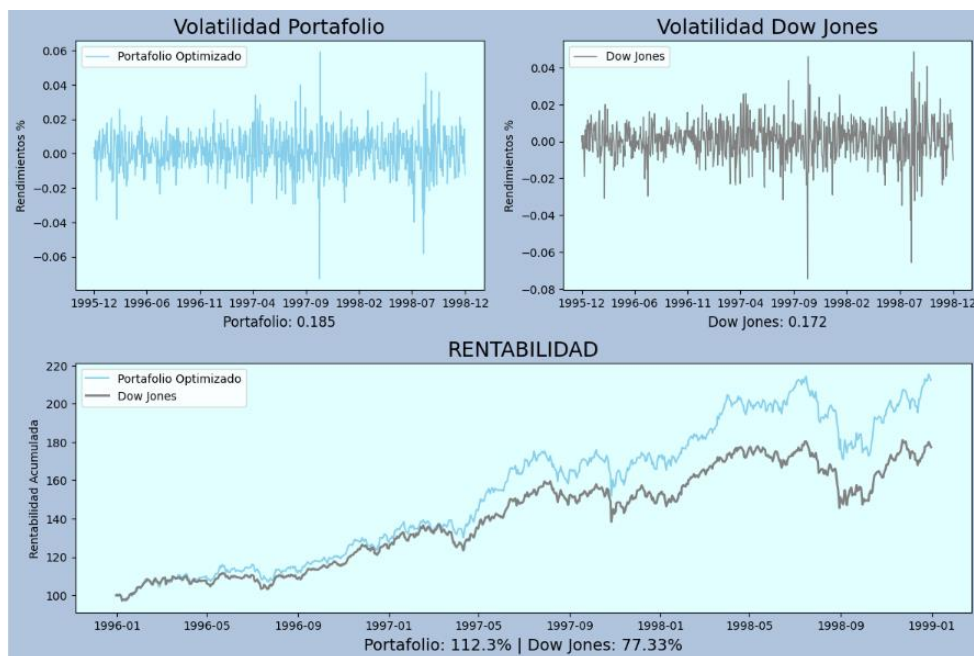 Volatilidad Portafolio
Portafolio Optimizado
Rendimientos %
0.06
0.04
0.02
0.00
−0.02
−0.04
−0.06
1995-12 1996-06 1996-11 1997-04 1997-09 1998-02 1998-07 1998-12
Portafolio: 0.185
Volatilidad Dow Jones
Dow Jones
Rendimientos %
0.04
0.02
0.00
−0.02
−0.04
−0.06
−0.08
1995-12 1996-06 1996-11 1997-04 1997-09 1998-02 1998-07 1998-12
Dow Jones: 0.172
RENTABILIDAD
Portafolio Optimizado
Dow Jones
Rentabilidad Acumulada
220
200
180
160
140
120
100
1996-01 1996-05 1996-09 1997-01 1997-05 1997-09 1998-01 1998-05 1998-09 1999-01
Portafolio: 112.3% | Dow Jones: 77.33%